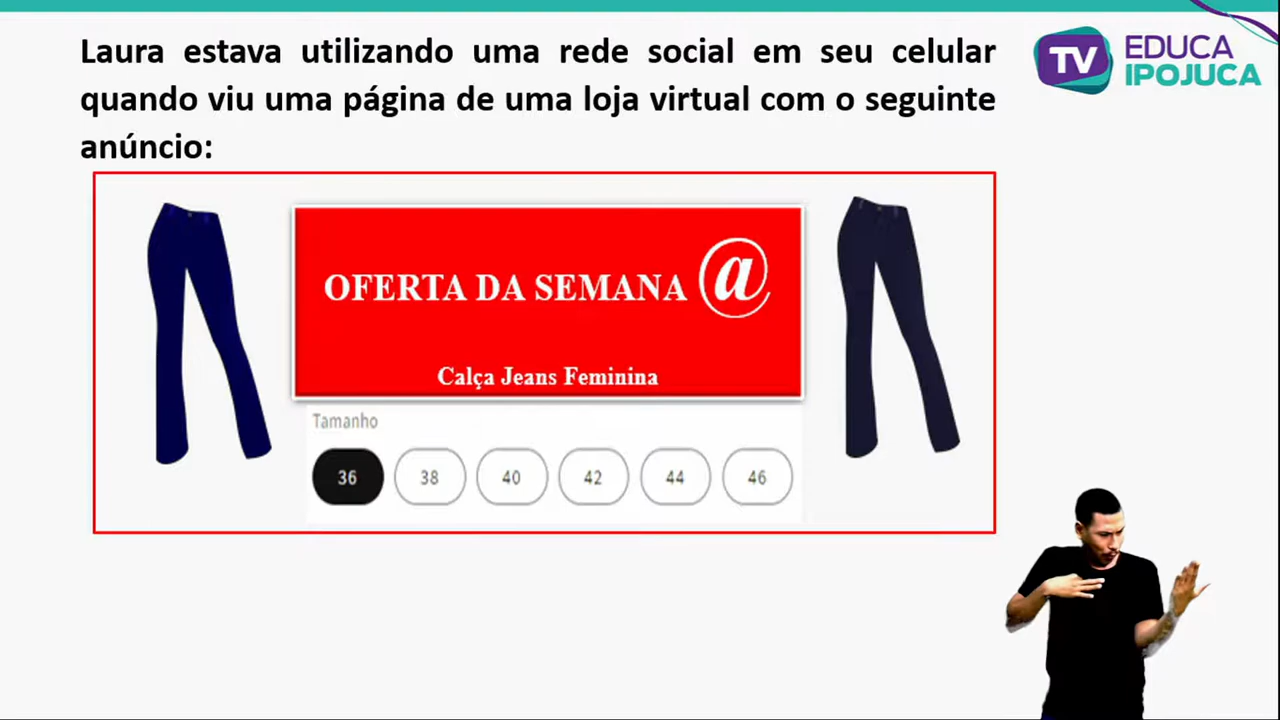 Laura estava utilizando uma rede social em seu celular
quando viu uma página de uma loja virtual com o seguinte
anúncio:
TV EDUCA
IPOJUCA
OFERTA DA SEMANA @
Calça Jeans Feminina
Tamanho
36 38 40 42 44 46